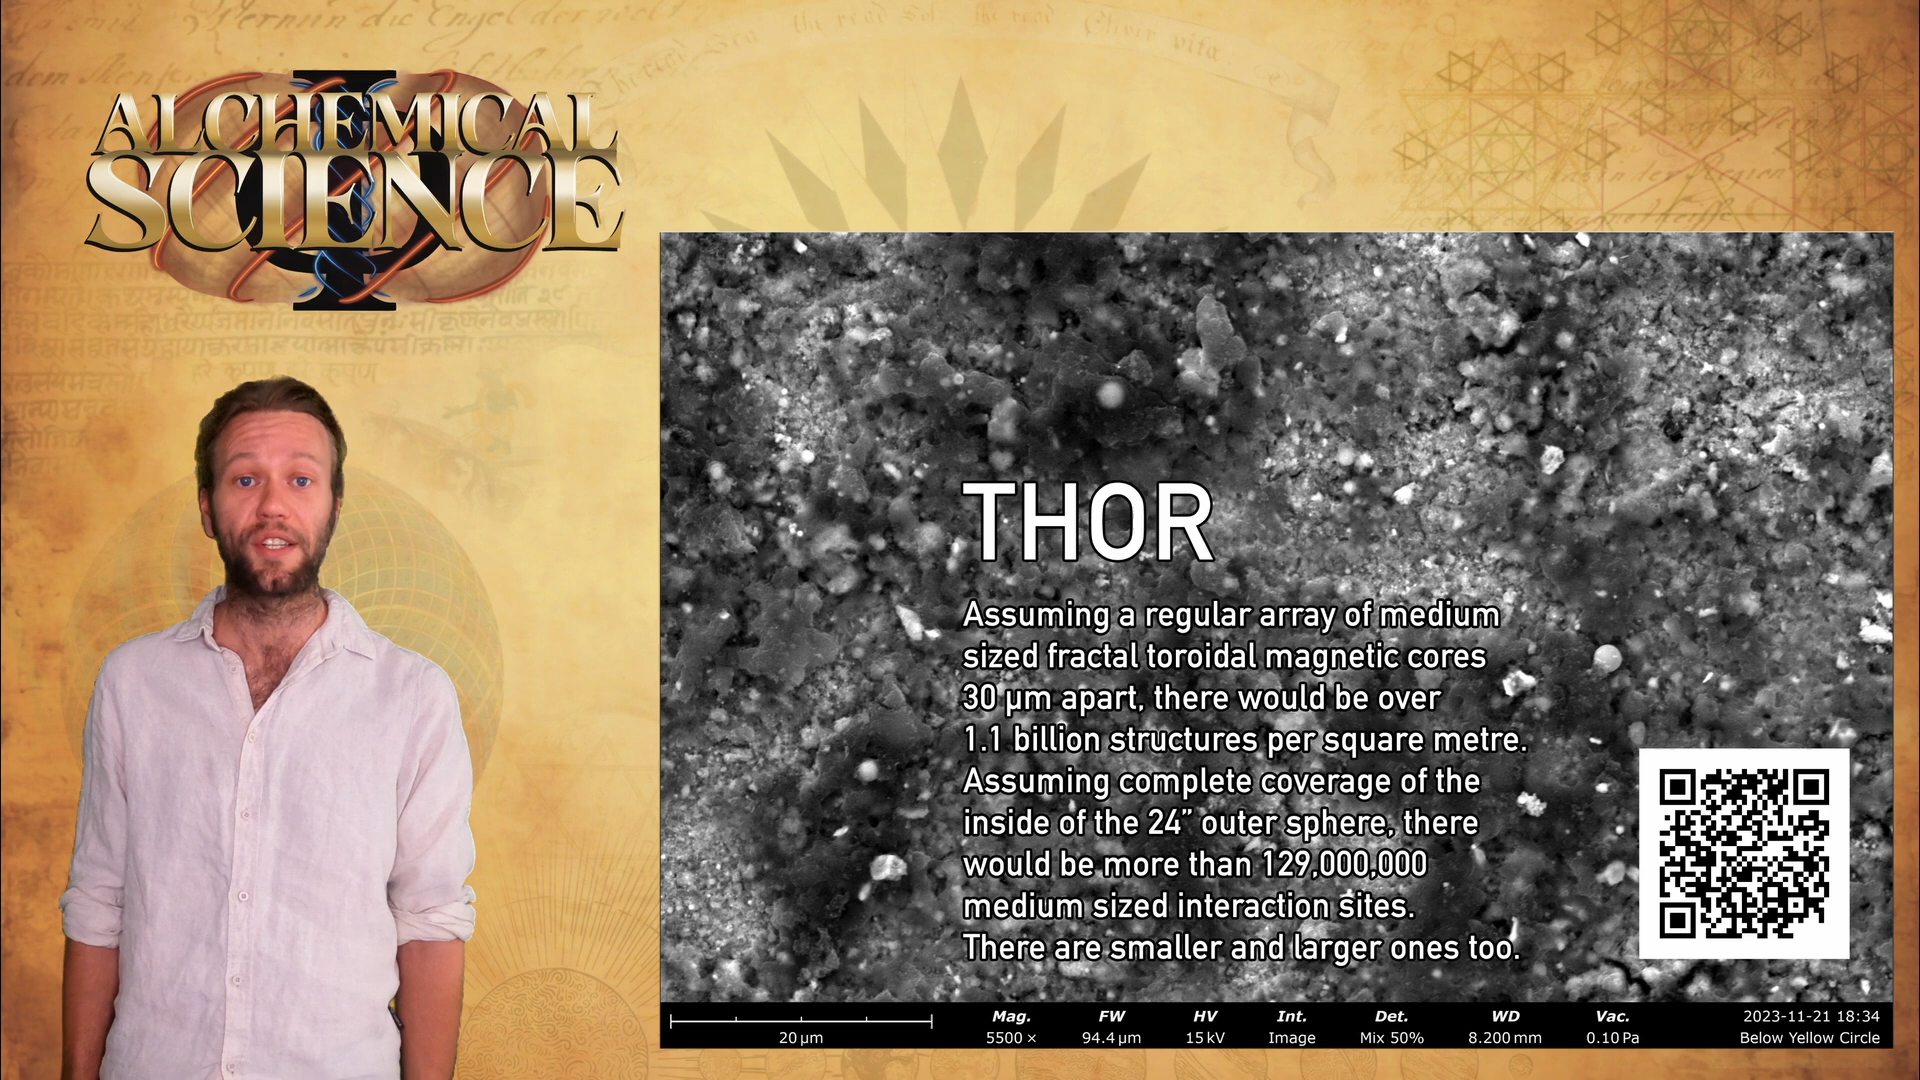 ALCHEMICAL
SCIENCE
THOR
Assuming a regular array of medium
sized fractal toroidal magnetic cores
30 µm apart, there would be over
1.1 billion structures per square metre.
Assuming complete coverage of the
inside of the 24” outer sphere, there
would be more than 129,000,000
medium sized interaction sites.
There are smaller and larger ones too.
20 µm
Mag. FW HV Int. Det. WD Vac. 2023-11-21 18:34
5500 × 94.4 µm 15 kV Image Mix 50% 8.200 mm 0.10 Pa Below Yellow Circle